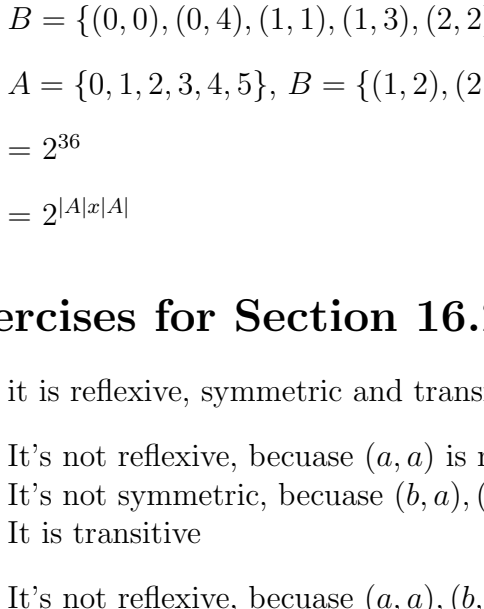 B = {(0, 0), (0, 4), (1, 1), (1, 3), (2, 2)
A = {0, 1, 2, 3, 4, 5}, B = {(1, 2), (2
= 2^{36}
= 2^{|A|x|A|}
ercises for Section 16.
it is reflexive, symmetric and trans
It's not reflexive, becuase (a, a) is
It's not symmetric, becuase (b, a), (
It is transitive
It's not reflexive, becuase (a, a), (b,